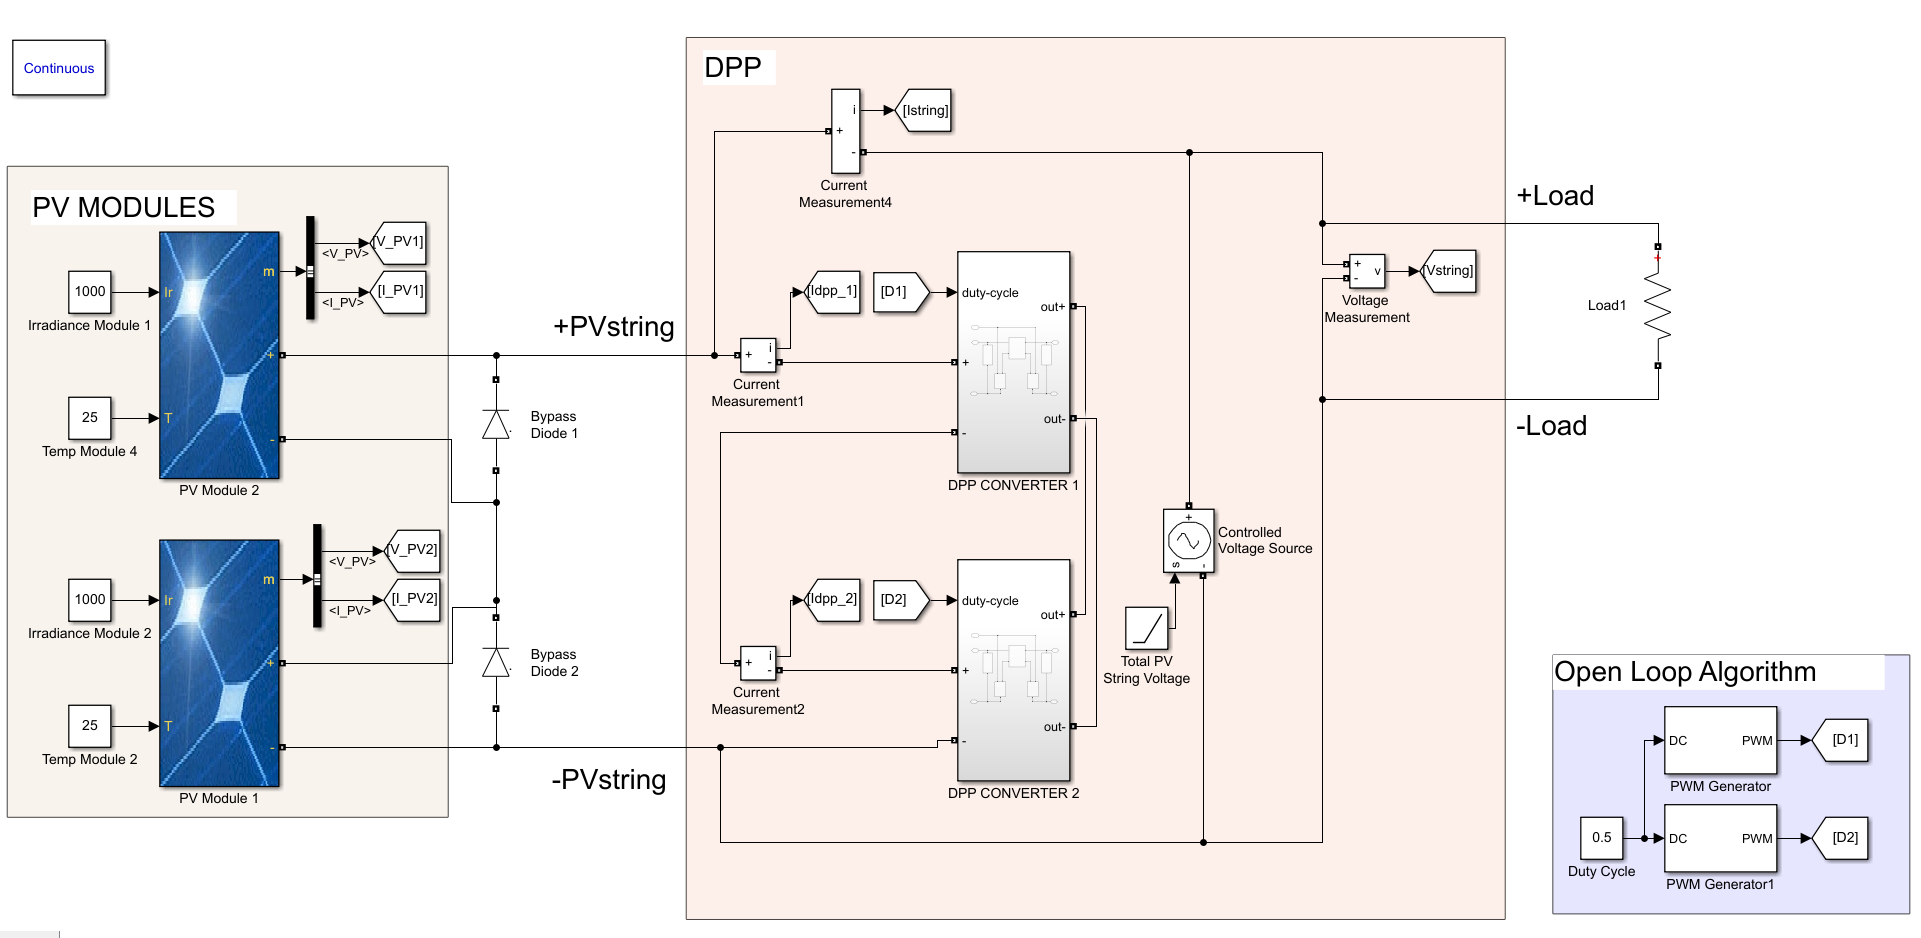 Continuous
PV MODULES
1000
Irradiance Module 1
Ir
m
<V_PV>
[V_PV1]
<I_PV>
[I_PV1]
25
Temp Module 4
T
+
-
PV Module 2
1000
Irradiance Module 2
Ir
m
<V_PV>
[V_PV2]
<I_PV>
[I_PV2]
25
Temp Module 2
T
+
-
PV Module 1
Bypass
Diode 1
Bypass
Diode 2
+PVstring
-PVstring
DPP
i
+
-
[Istring]
Current
Measurement4
[Idpp_1]
[D1]
+
i
-
Current
Measurement1
duty-cycle
+
-
out+
out-
DPP CONVERTER 1
[Idpp_2]
[D2]
+
i
-
Current
Measurement2
duty-cycle
+
-
out+
out-
DPP CONVERTER 2
+
s
-
Controlled
Voltage Source
Total PV
String Voltage
+
-
v
[Vstring]
Voltage
Measurement
+Load
+
Load1
-Load
Open Loop Algorithm
DC
PWM
[D1]
PWM Generator
0.5
Duty Cycle
DC
PWM
[D2]
PWM Generator1